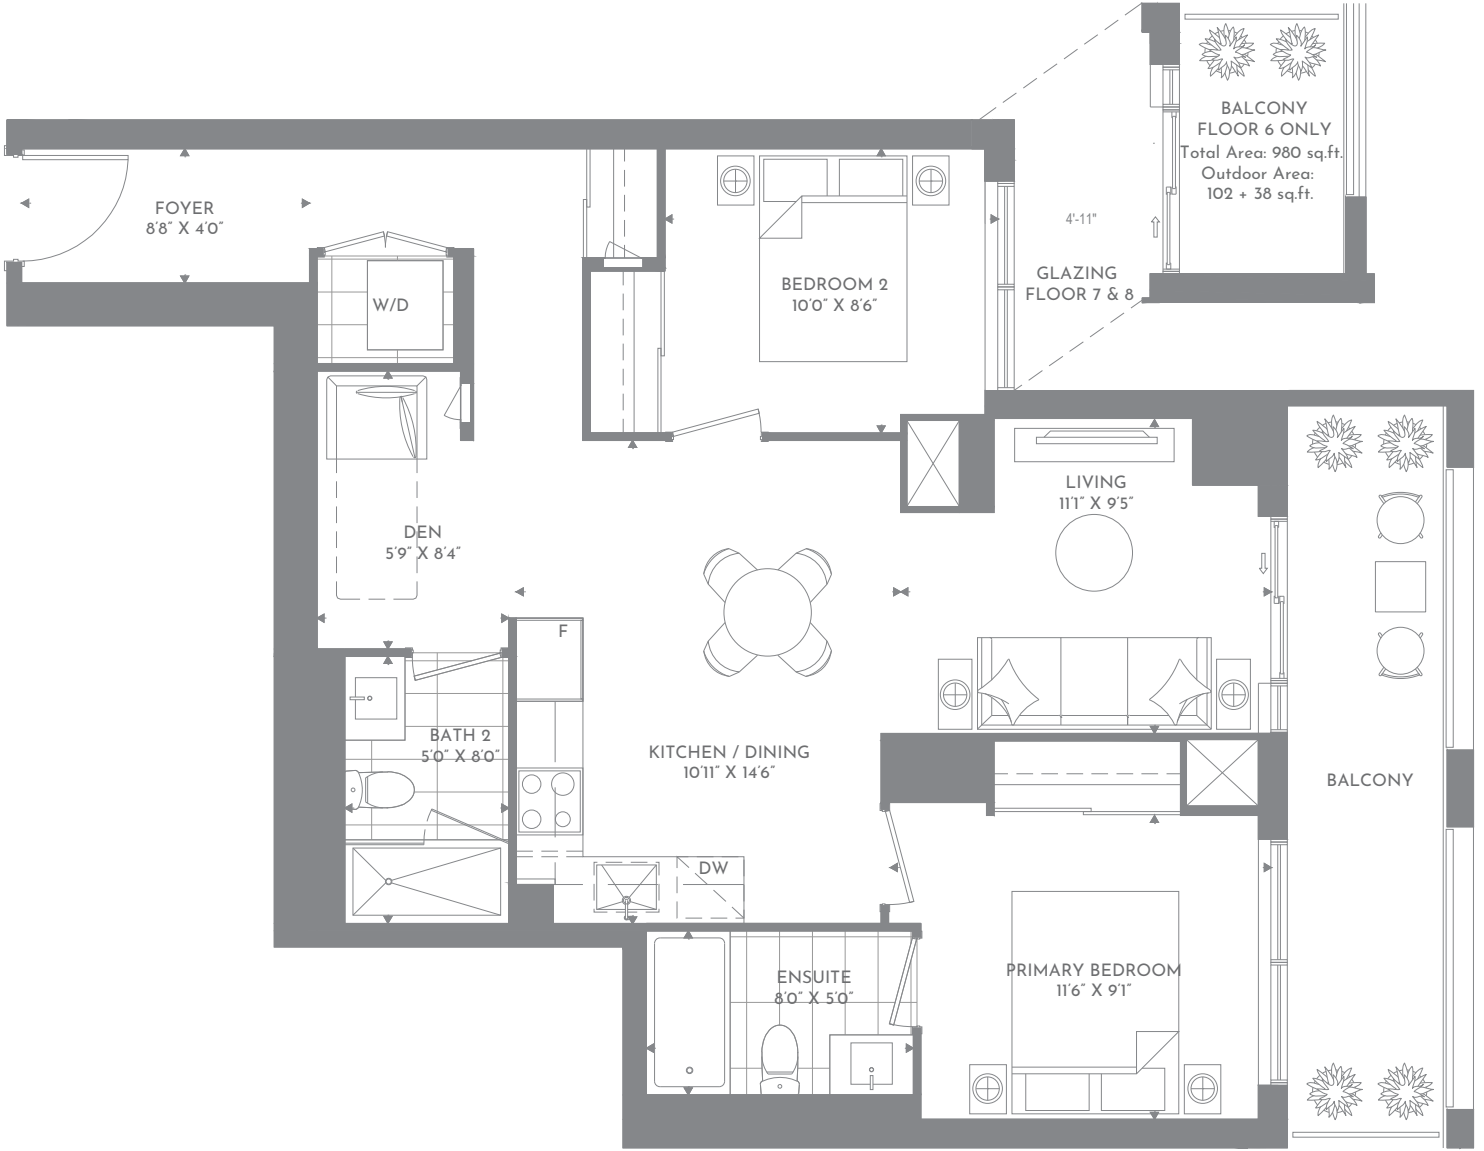 BALCONY
FLOOR 6 ONLY
Total Area: 980 sq.ft.
Outdoor Area:
102 + 38 sq.ft.
FOYER
8'8" X 4'0"
4'-11"
GLAZING
FLOOR 7 & 8
W/D
BEDROOM 2
10'0" X 8'6"
LIVING
11'1" X 9'5"
DEN
5'9" X 8'4"
F
BATH 2
5'0" X 8'0"
KITCHEN / DINING
10'11" X 14'6"
BALCONY
DW
ENSUITE
8'0" X 5'0"
PRIMARY BEDROOM
11'6" X 9'1"